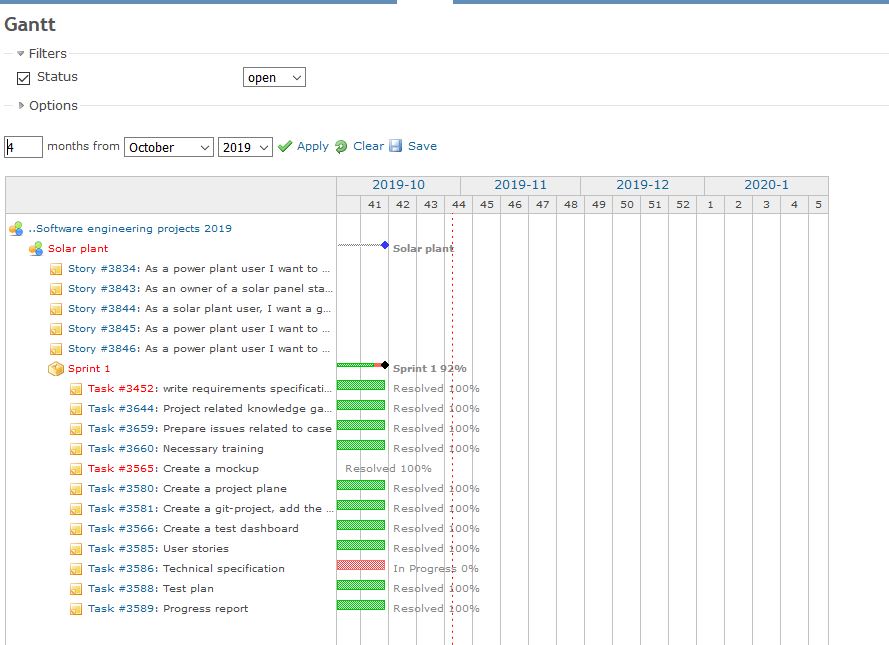 Gantt
Filters
Status open
Options
4 months from October 2019 Apply Clear Save
2019-10 2019-11 2019-12 2020-1
41 42 43 44 45 46 47 48 49 50 51 52 1 2 3 4 5
..Software engineering projects 2019
Solar plant Solar plant
Story #3834: As a power plant user I want to ...
Story #3843: As an owner of a solar panel sta...
Story #3844: As a solar plant user, I want a g...
Story #3845: As a power plant user I want to ...
Story #3846: As a power plant user I want to ...
Sprint 1 Sprint 1 92%
Task #3452: write requirements specificati... Resolved 100%
Task #3644: Project related knowledge ga... Resolved 100%
Task #3659: Prepare issues related to case Resolved 100%
Task #3660: Necessary training Resolved 100%
Task #3565: Create a mockup Resolved 100%
Task #3580: Create a project plane Resolved 100%
Task #3581: Create a git-project, add the ... Resolved 100%
Task #3566: Create a test dashboard Resolved 100%
Task #3585: User stories Resolved 100%
Task #3586: Technical specification In Progress 0%
Task #3588: Test plan Resolved 100%
Task #3589: Progress report Resolved 100%